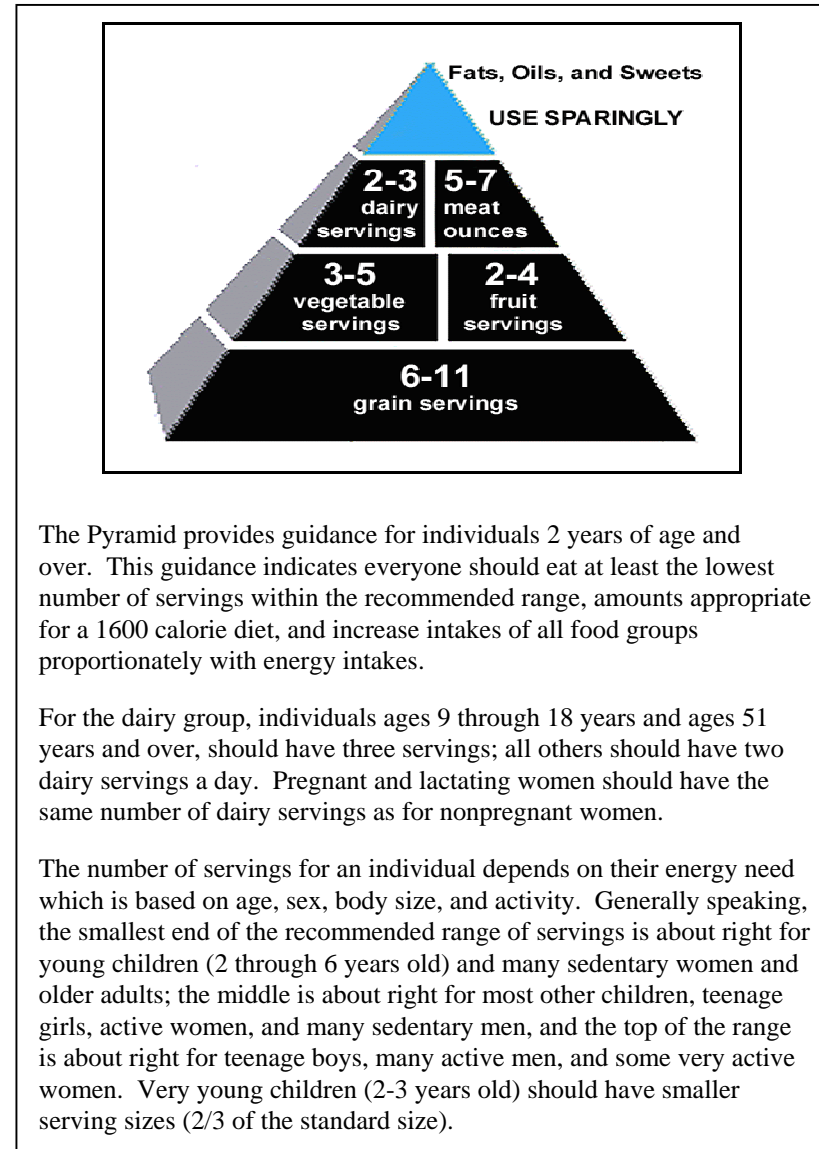 Fats, Oils, and Sweets
USE SPARINGLY
2-3
dairy
servings
5-7
meat
ounces
3-5
vegetable
servings
2-4
fruit
servings
6-11
grain servings
The Pyramid provides guidance for individuals 2 years of age and
over. This guidance indicates everyone should eat at least the lowest
number of servings within the recommended range, amounts appropriate
for a 1600 calorie diet, and increase intakes of all food groups
proportionately with energy intakes.
For the dairy group, individuals ages 9 through 18 years and ages 51
years and over, should have three servings; all others should have two
dairy servings a day. Pregnant and lactating women should have the
same number of dairy servings as for nonpregnant women.
The number of servings for an individual depends on their energy need
which is based on age, sex, body size, and activity. Generally speaking,
the smallest end of the recommended range of servings is about right for
young children (2 through 6 years old) and many sedentary women and
older adults; the middle is about right for most other children, teenage
girls, active women, and many sedentary men, and the top of the range
is about right for teenage boys, many active men, and some very active
women. Very young children (2-3 years old) should have smaller
serving sizes (2/3 of the standard size).